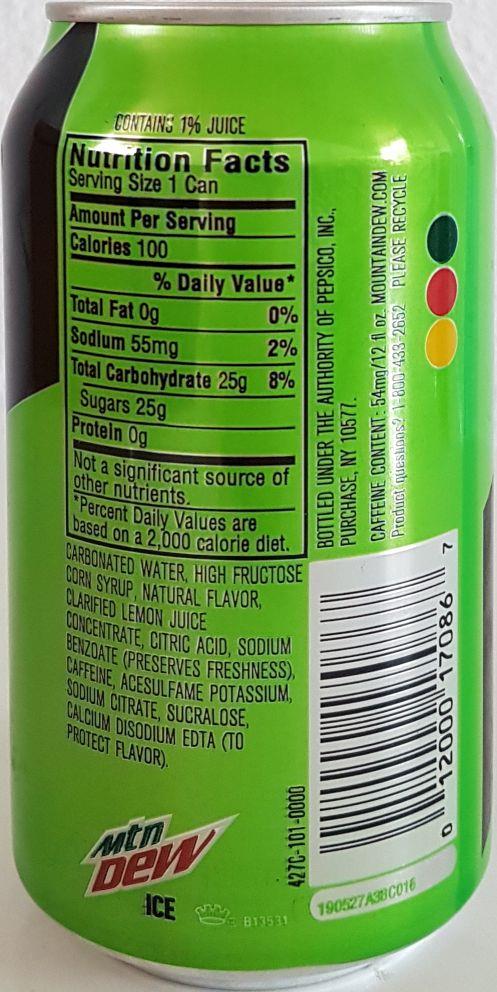 CONTAINS 1% JUICE
Nutrition Facts
Serving Size 1 Can
Amount Per Serving
Calories 100
% Daily Value*
Total Fat 0g 0%
Sodium 55mg 2%
Total Carbohydrate 25g 8%
Sugars 25g
Protein 0g
Not a significant source of
other nutrients.
*Percent Daily Values are
based on a 2,000 calorie diet.
CARBONATED WATER, HIGH FRUCTOSE
CORN SYRUP, NATURAL FLAVOR,
CLARIFIED LEMON JUICE
CONCENTRATE, CITRIC ACID, SODIUM
BENZOATE (PRESERVES FRESHNESS),
CAFFEINE, ACESULFAME POTASSIUM,
SODIUM CITRATE, SUCRALOSE,
CALCIUM DISODIUM EDTA (TO
PROTECT FLAVOR).
BOTTLED UNDER THE AUTHORITY OF PEPSICO, INC.,
PURCHASE, NY 10577.
CAFFEINE CONTENT: 54mg/12 fl oz. MOUNTAINDEW.COM
Product questions? 1-800-433-2652 PLEASE RECYCLE
0 12000 17086 7
427C-101-0000
190527A38C016
mtn
DEW
ICE
B13531